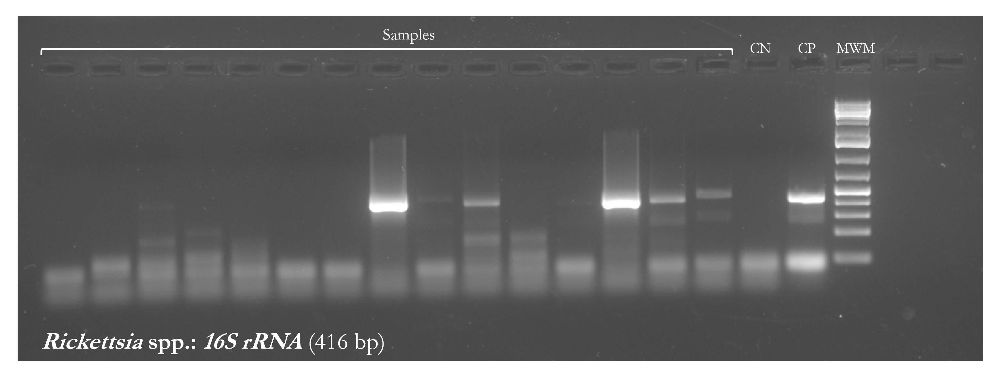 Samples
CN CP MWM
Rickettsia spp.: 16S rRNA (416 bp)